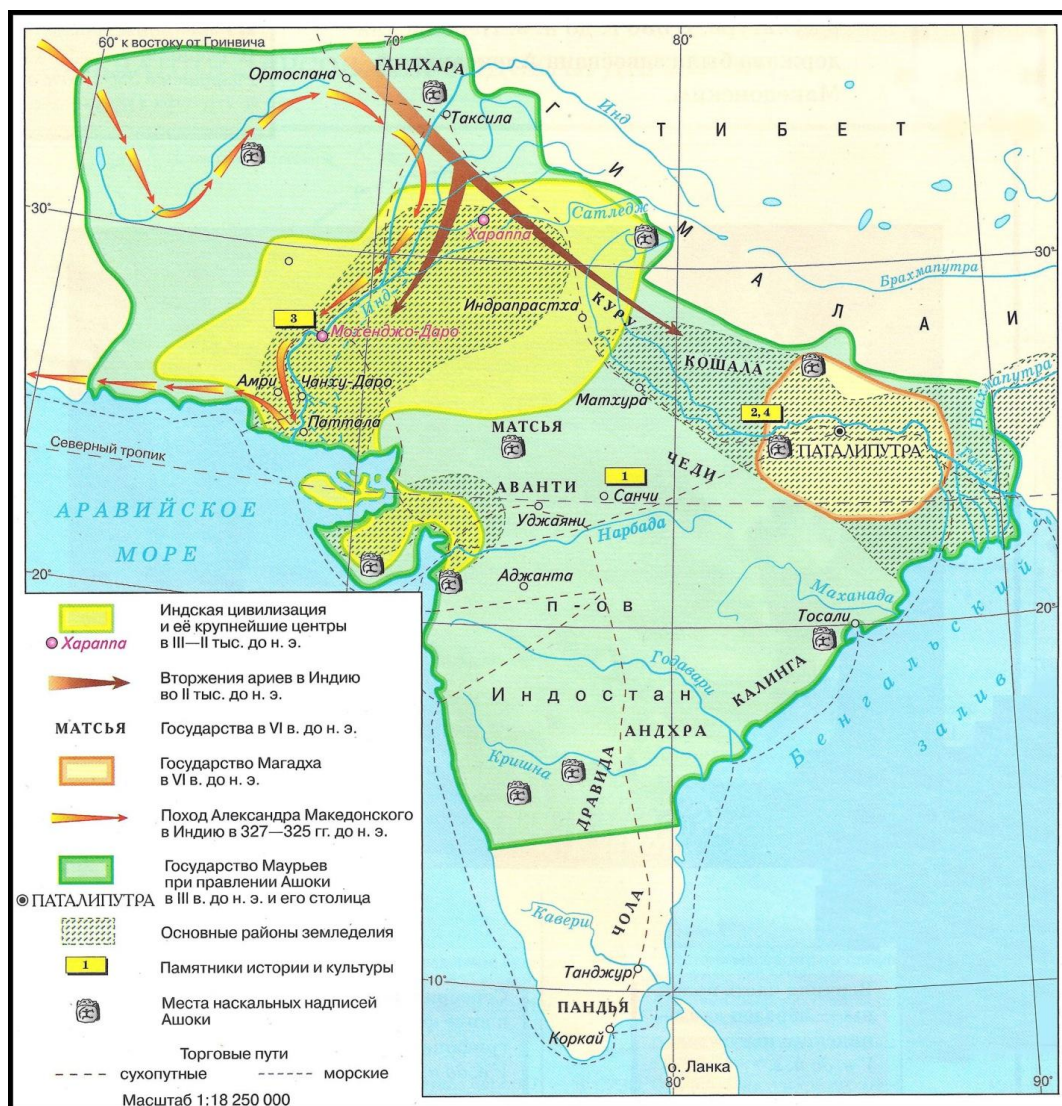 60° к востоку от Гринвича
70°
80°
ГАНДХАРА
Ортоспана
Таксила
Инд
ТИБЕТ
ГИМАЛАИ
30°
Сатледж
Хараппа
30°
Брахмапутра
Инд
Индрапрастха
КУРУ
3
Мохенджо-Даро
КОШАЛА
Амри
Чанху-Даро
Матхура
Брахмапутра
2, 4
Паттала
МАТСЬЯ
ПАТАЛИПУТРА
Северный тропик
ЧЕДИ
Ганг
1
АВАНТИ
Санчи
АРАВИЙСКОЕ
МОРЕ
Уджаяни
Нарбада
20°
Аджанта
п-ов
Маханада
20°
Тосали
Годавари
КАЛИНГА
Бенгальский
залив
Индостан
АНДХРА
Кришна
ДРАВИДА
Кавери
ЧОЛА
Танджур
10°
ПАНДЬЯ
Коркай
о. Ланка
80°
90°
Индская цивилизация
и её крупнейшие центры
Хараппа в III—II тыс. до н. э.
Вторжения ариев в Индию
во II тыс. до н. э.
МАТСЬЯ Государства в VI в. до н. э.
Государство Магадха
в VI в. до н. э.
Поход Александра Македонского
в Индию в 327—325 гг. до н. э.
Государство Маурьев
при правлении Ашоки
ПАТАЛИПУТРА в III в. до н. э. и его столица
Основные районы земледелия
1 Памятники истории и культуры
Места наскальных надписей
Ашоки
Торговые пути
сухопутные морские
Масштаб 1:18 250 000